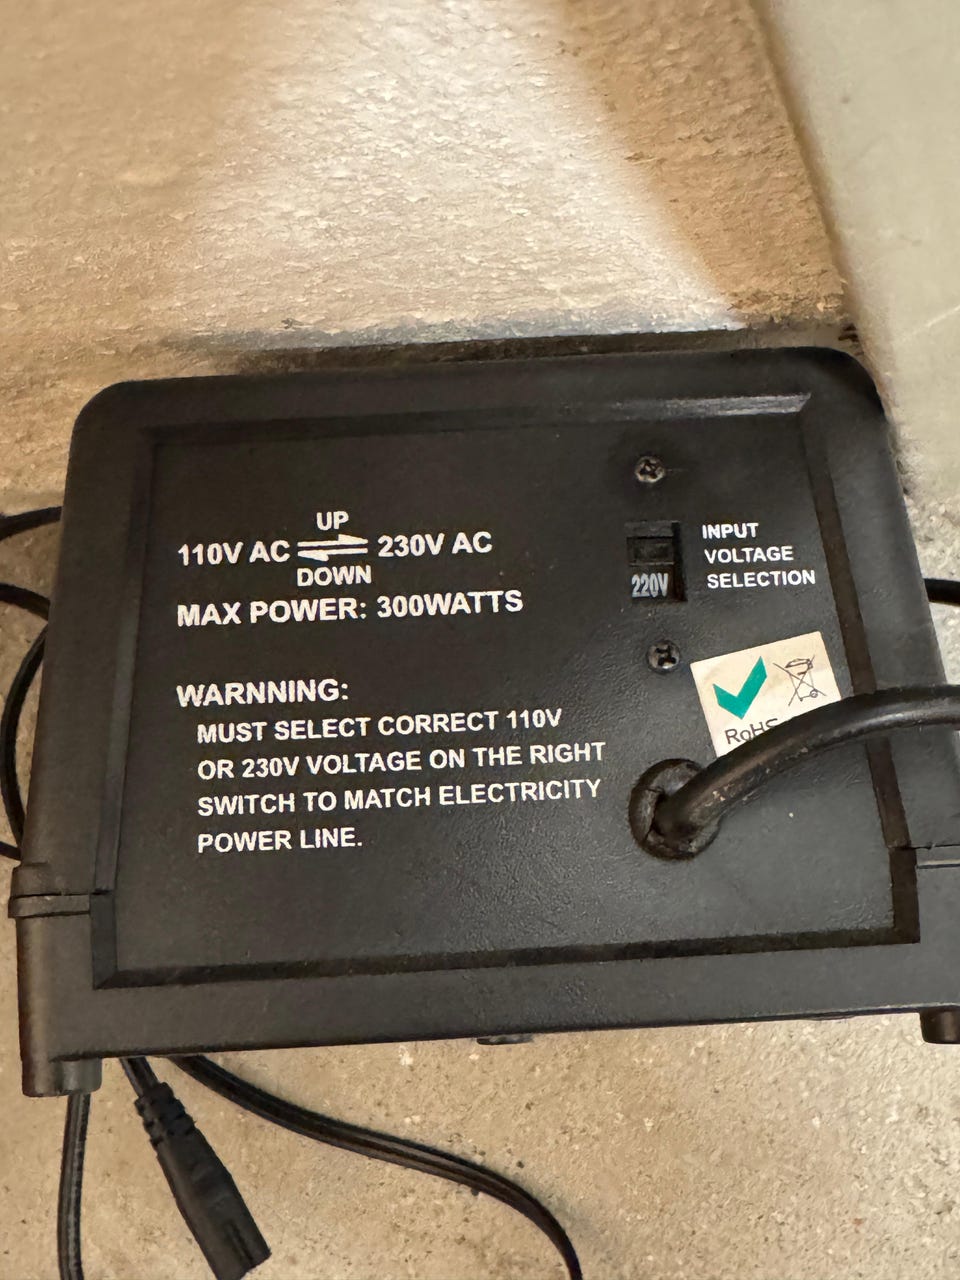 UP
110V AC 230V AC
DOWN
MAX POWER: 300WATTS
INPUT
VOLTAGE
SELECTION
220V
WARNNING:
MUST SELECT CORRECT 110V
OR 230V VOLTAGE ON THE RIGHT
SWITCH TO MATCH ELECTRICITY
POWER LINE.
RoHS